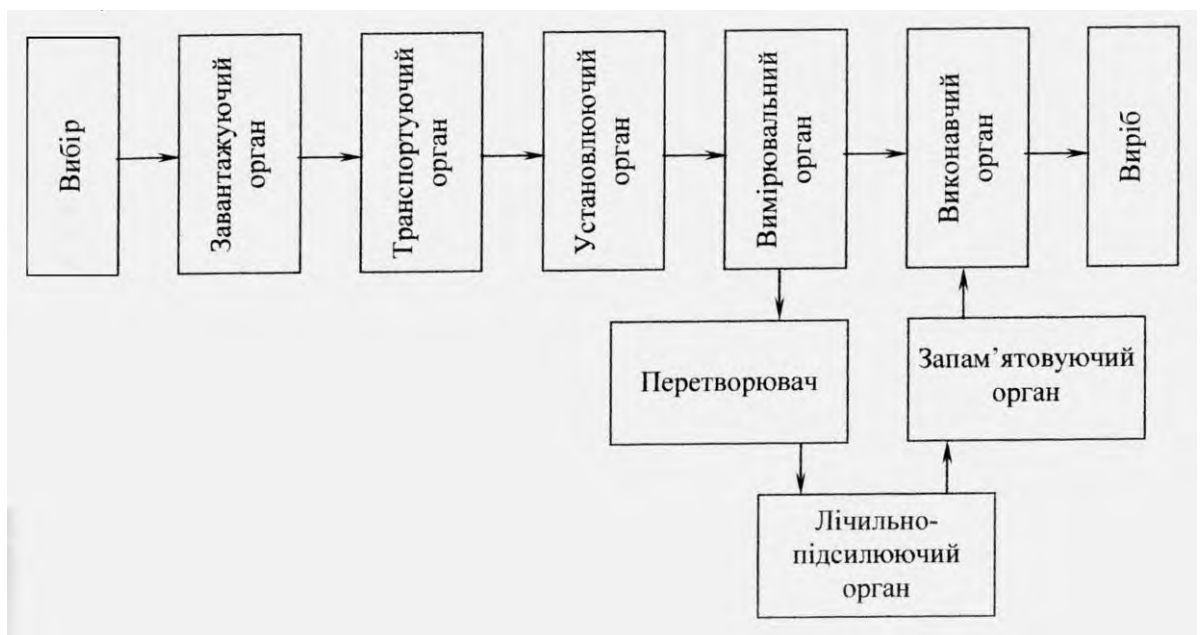 Вибір
Завантажуючий
орган
Транспортуючий
орган
Установлюючий
орган
Вимірювальний
орган
Виконавчий
орган
Виріб
Перетворювач
Запам’ятовуючий
орган
Лічильно-
підсилюючий
орган